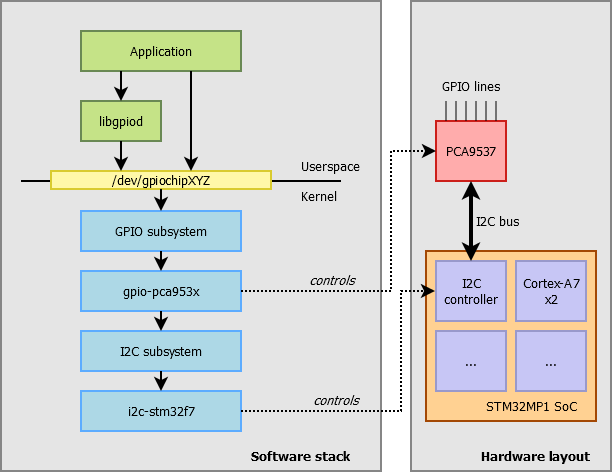 Application
libgpiod
/dev/gpiochipXYZ
Userspace
Kernel
GPIO subsystem
gpio-pca953x
controls
I2C subsystem
i2c-stm32f7
controls
Software stack
GPIO lines
PCA9537
I2C bus
I2C
controller
Cortex-A7
x2
...
...
STM32MP1 SoC
Hardware layout